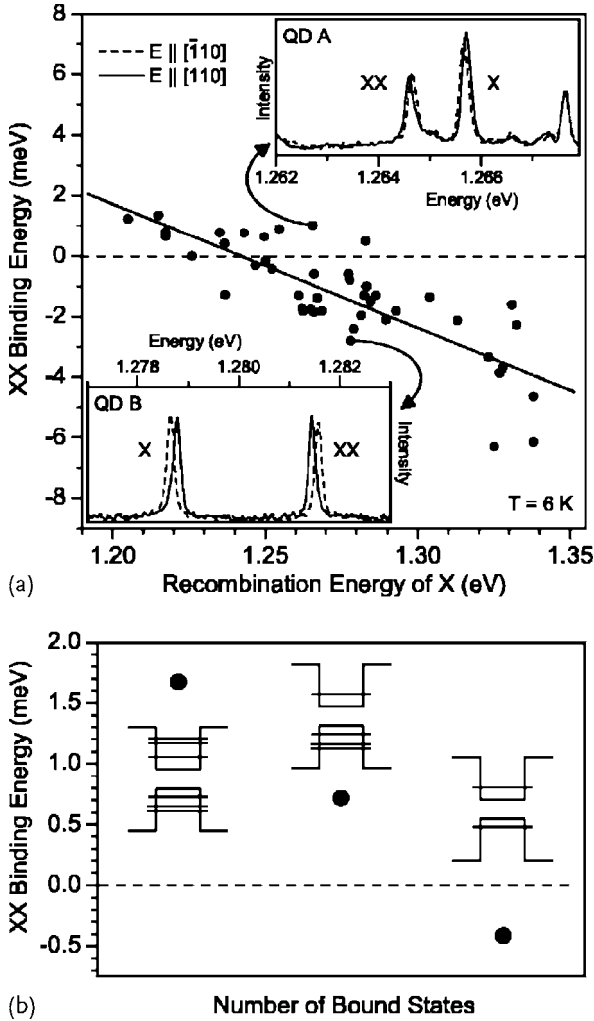 8
6
4
2
0
-2
-4
-6
-8
XX Binding Energy (meV)
E || [1̄10]
E || [110]
QD A
XX
X
Intensity
1.262
1.264
1.266
Energy (eV)
Energy (eV)
1.278
1.280
1.282
QD B
X
XX
Intensity
T = 6 K
1.20
1.25
1.30
1.35
(a)
Recombination Energy of X (eV)
2.0
1.5
1.0
0.5
0.0
-0.5
XX Binding Energy (meV)
(b)
Number of Bound States